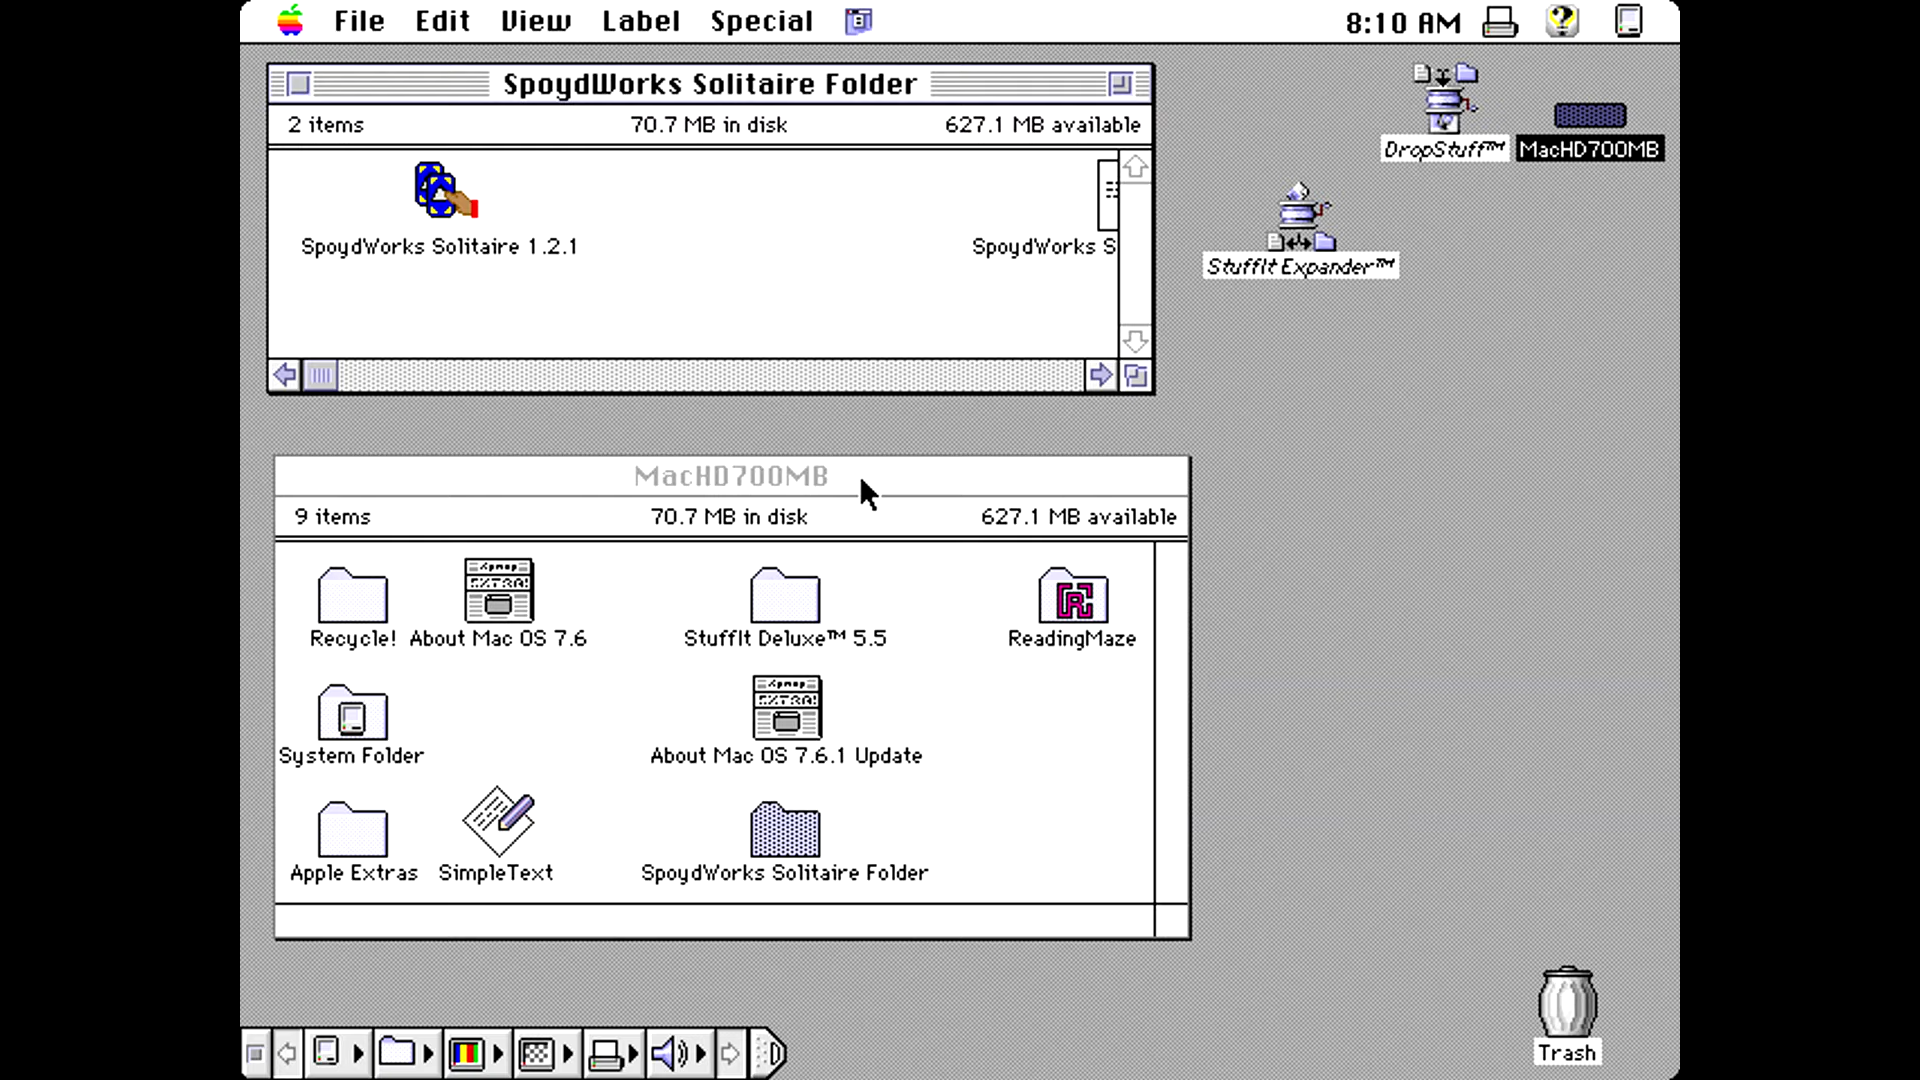 File Edit View Label Special 8:10 AM
SpoydWorks Solitaire Folder
2 items 70.7 MB in disk 627.1 MB available
SpoydWorks Solitaire 1.2.1 SpoydWorks S
DropStuff™ MacHD700MB
StuffIt Expander™
MacHD700MB
9 items 70.7 MB in disk 627.1 MB available
Recycle! About Mac OS 7.6 StuffIt Deluxe™ 5.5 ReadingMaze
System Folder About Mac OS 7.6.1 Update
Apple Extras SimpleText SpoydWorks Solitaire Folder
Trash